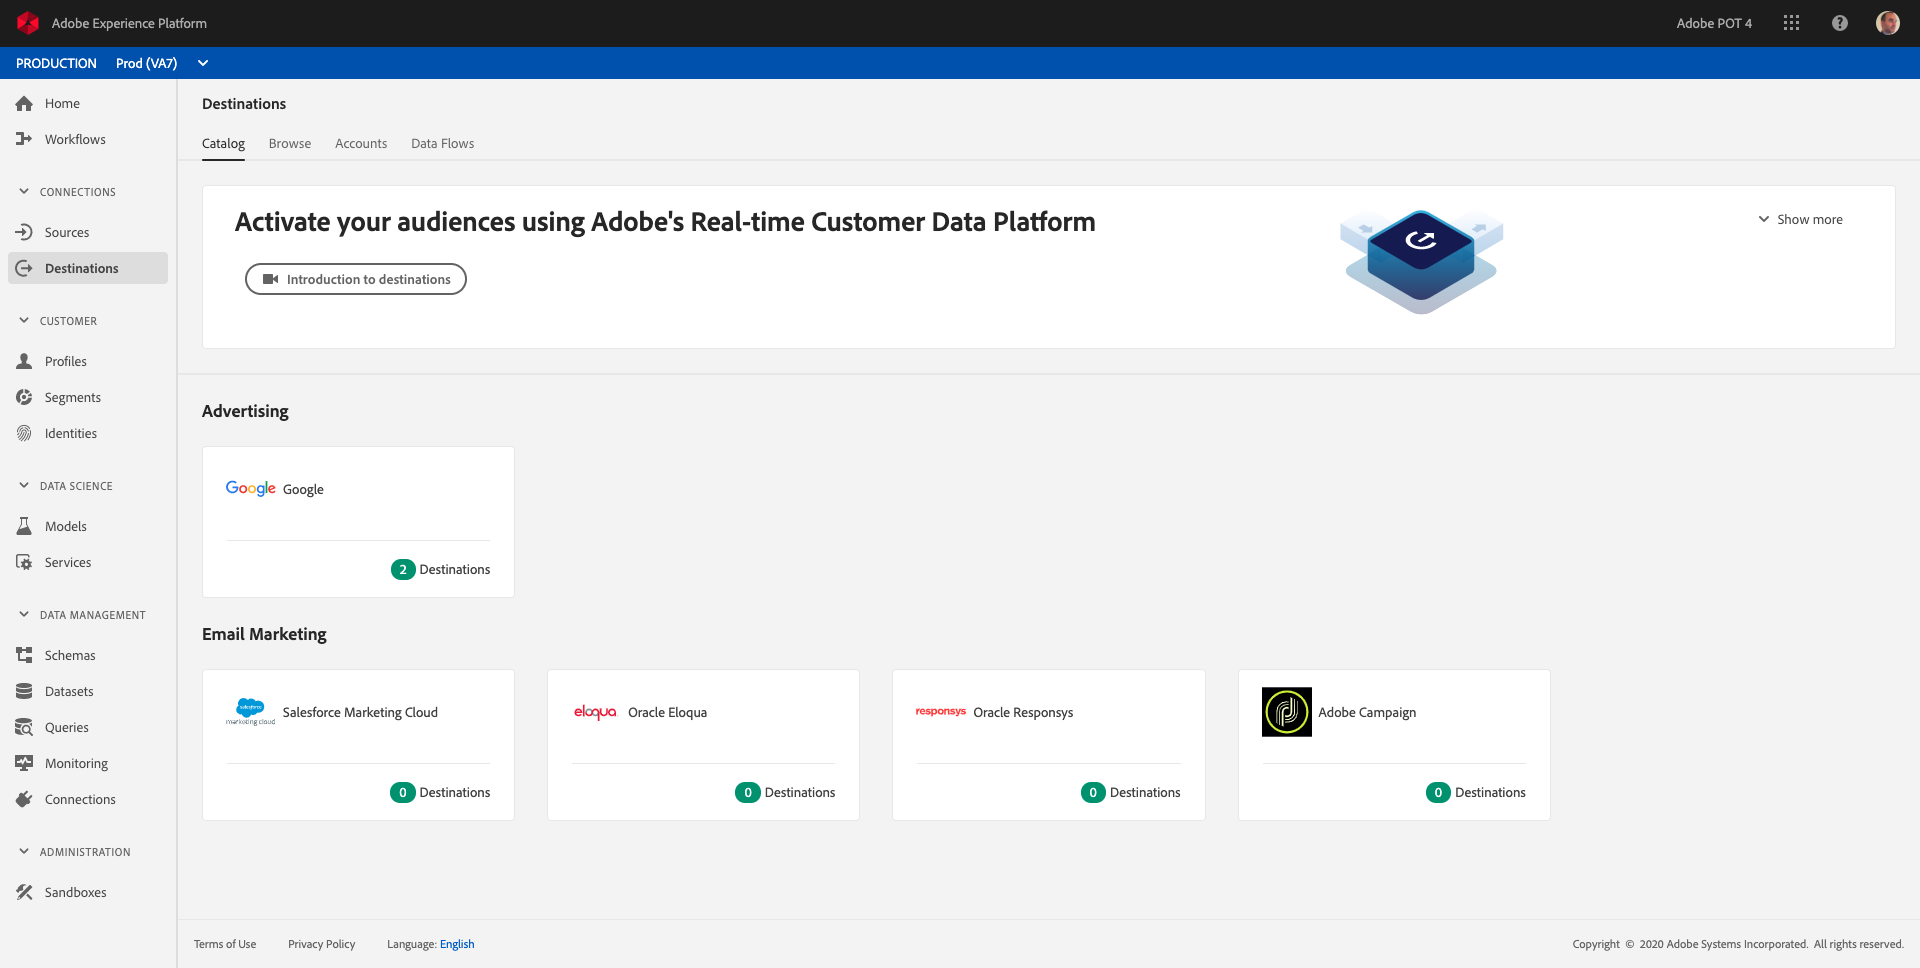 Adobe Experience Platform
Adobe POT 4
PRODUCTION Prod (VA7)
Home
Workflows
CONNECTIONS
Sources
Destinations
CUSTOMER
Profiles
Segments
Identities
DATA SCIENCE
Models
Services
DATA MANAGEMENT
Schemas
Datasets
Queries
Monitoring
Connections
ADMINISTRATION
Sandboxes
Destinations
Catalog Browse Accounts Data Flows
Activate your audiences using Adobe's Real-time Customer Data Platform
Show more
Introduction to destinations
Advertising
Google Google
2 Destinations
Email Marketing
salesforce
marketing cloud
Salesforce Marketing Cloud
0 Destinations
eloqua Oracle Eloqua
0 Destinations
responsys Oracle Responsys
0 Destinations
Adobe Campaign
0 Destinations
Terms of Use Privacy Policy Language: English
Copyright © 2020 Adobe Systems Incorporated. All rights reserved.